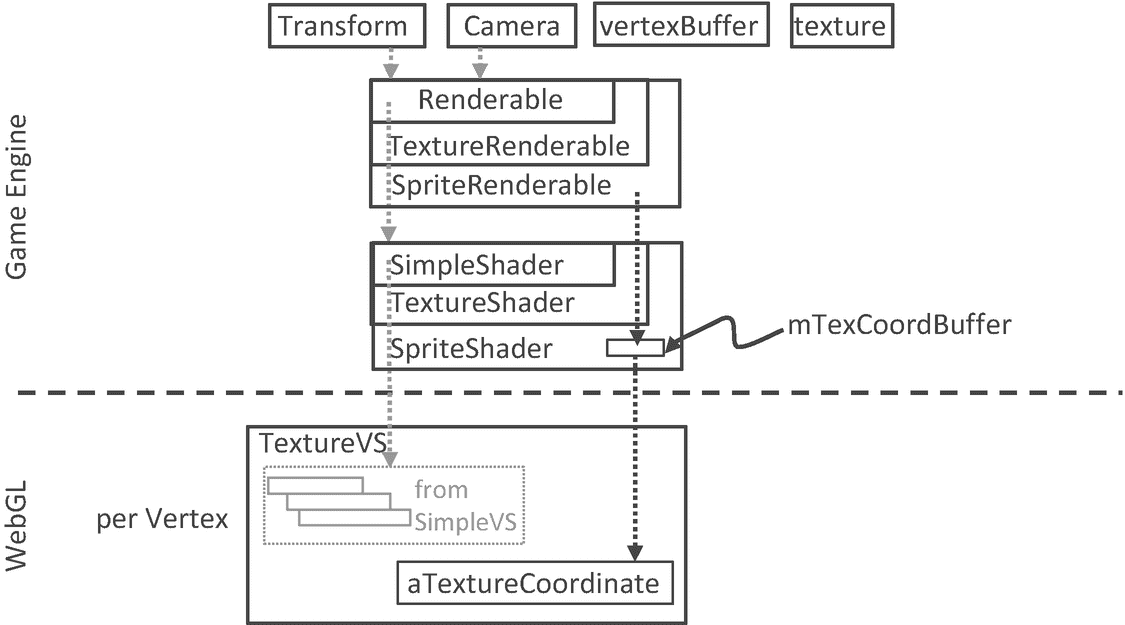 Transform
Camera
vertexBuffer
texture
Game Engine
Renderable
TextureRenderable
SpriteRenderable
SimpleShader
TextureShader
SpriteShader
mTexCoordBuffer
WebGL
per Vertex
TextureVS
from
SimpleVS
aTextureCoordinate